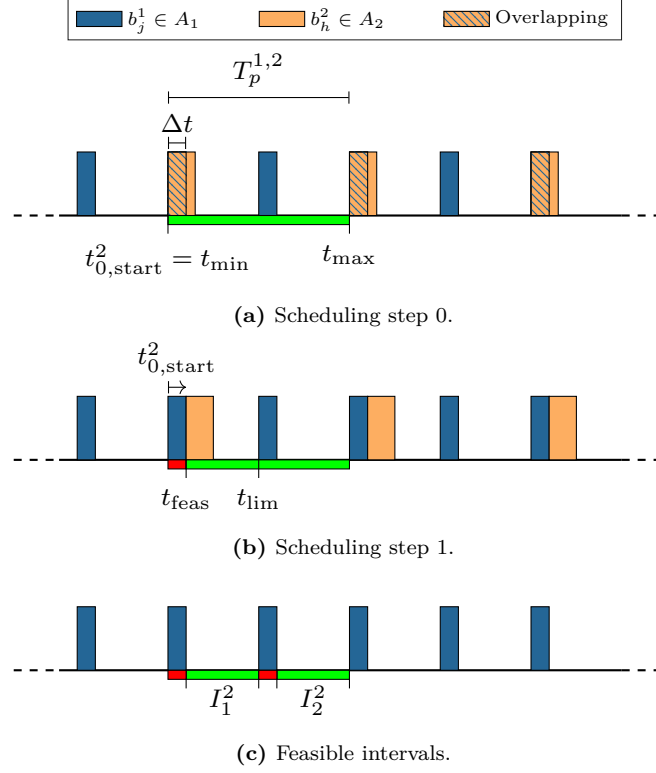 b_j^1 ∈ A_1 b_h^2 ∈ A_2 Overlapping
T_p^{1,2}
Δt
t_{0,start}^2 = t_min t_max
(a) Scheduling step 0.
t_{0,start}^2
t_feas t_lim
(b) Scheduling step 1.
I_1^2 I_2^2
(c) Feasible intervals.